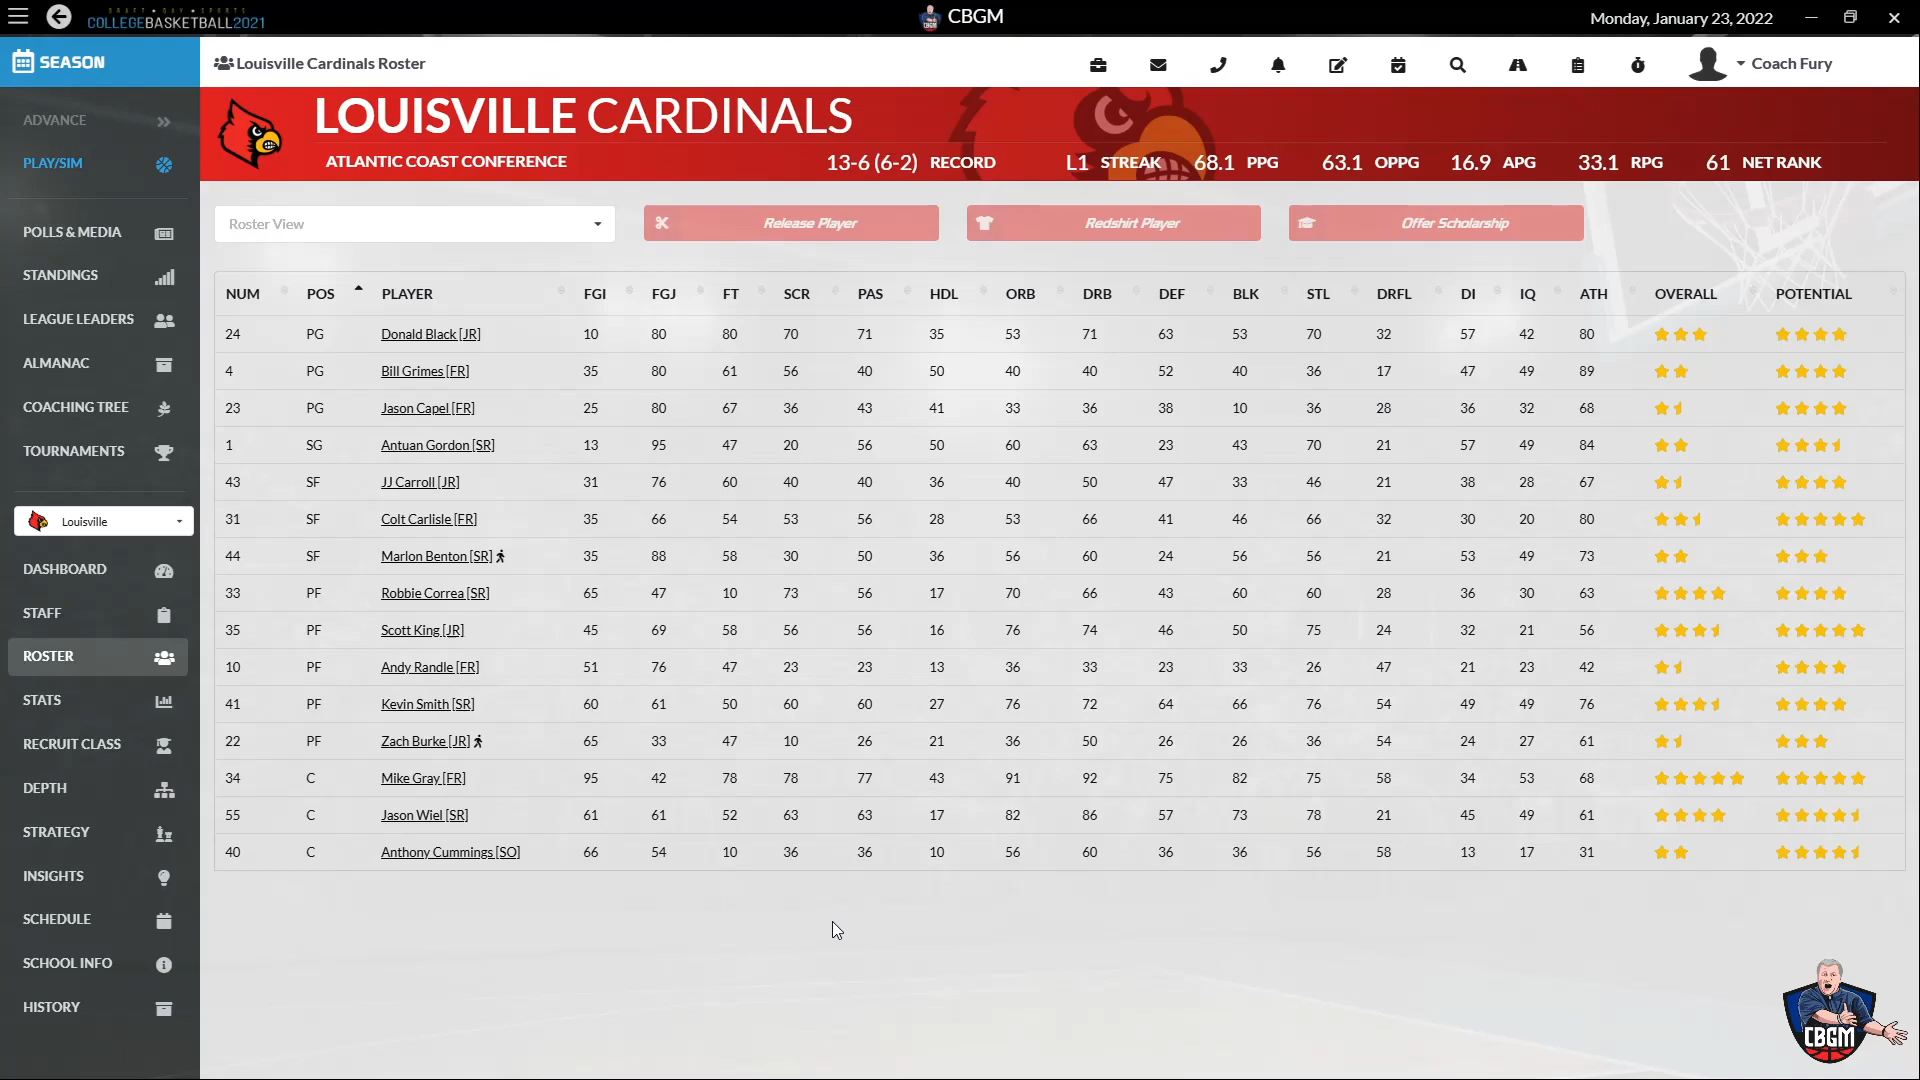 DRAFT DAY SPORTS
COLLEGEBASKETBALL2021
CBGM
Monday, January 23, 2022
SEASON
Louisville Cardinals Roster
Coach Fury
LOUISVILLE CARDINALS
ATLANTIC COAST CONFERENCE
13-6 (6-2) RECORD L1 STREAK 68.1 PPG 63.1 OPPG 16.9 APG 33.1 RPG 61 NET RANK
ADVANCE
PLAY/SIM
POLLS & MEDIA
STANDINGS
LEAGUE LEADERS
ALMANAC
COACHING TREE
TOURNAMENTS
Louisville
DASHBOARD
STAFF
ROSTER
STATS
RECRUIT CLASS
DEPTH
STRATEGY
INSIGHTS
SCHEDULE
SCHOOL INFO
HISTORY
Roster View
Release Player
Redshirt Player
Offer Scholarship
NUM POS PLAYER FGI FGJ FT SCR PAS HDL ORB DRB DEF BLK STL DRFL DI IQ ATH OVERALL POTENTIAL
24 PG Donald Black [JR] 10 80 80 70 71 35 53 71 63 53 70 32 57 42 80
4 PG Bill Grimes [FR] 35 80 61 56 40 50 40 40 52 40 36 17 47 49 89
23 PG Jason Capel [FR] 25 80 67 36 43 41 33 36 38 10 36 28 36 32 68
1 SG Antuan Gordon [SR] 13 95 47 20 56 50 60 63 23 43 70 21 57 49 84
43 SF JJ Carroll [JR] 31 76 60 40 40 36 40 50 47 33 46 21 38 28 67
31 SF Colt Carlisle [FR] 35 66 54 53 56 28 53 66 41 46 66 32 30 20 80
44 SF Marlon Benton [SR] 35 88 58 30 50 36 56 60 24 56 56 21 53 49 73
33 PF Robbie Correa [SR] 65 47 10 73 56 17 70 66 43 60 60 28 36 30 63
35 PF Scott King [JR] 45 69 58 56 56 16 76 74 46 50 75 24 32 21 56
10 PF Andy Randle [FR] 51 76 47 23 23 13 36 33 23 33 26 47 21 23 42
41 PF Kevin Smith [SR] 60 61 50 60 60 27 76 72 64 66 76 54 49 49 76
22 PF Zach Burke [JR] 65 33 47 10 26 21 36 50 26 26 36 54 24 27 61
34 C Mike Gray [FR] 95 42 78 78 77 43 91 92 75 82 75 58 34 53 68
55 C Jason Wiel [SR] 61 61 52 63 63 17 82 86 57 73 78 21 45 49 61
40 C Anthony Cummings [SO] 66 54 10 36 36 10 56 60 36 36 56 58 13 17 31
CBGM